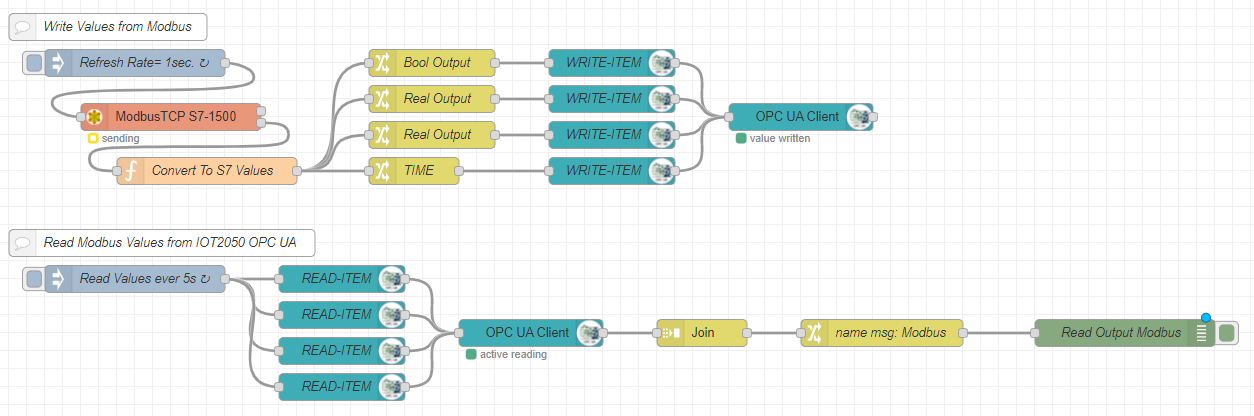 Write Values from Modbus
Refresh Rate= 1sec. ↻
Bool Output
WRITE-ITEM
Real Output
WRITE-ITEM
ModbusTCP S7-1500
OPC UA Client
sending
Real Output
WRITE-ITEM
value written
Convert To S7 Values
TIME
WRITE-ITEM
Read Modbus Values from IOT2050 OPC UA
Read Values ever 5s ↻
READ-ITEM
READ-ITEM
OPC UA Client
Join
name msg: Modbus
Read Output Modbus
READ-ITEM
active reading
READ-ITEM